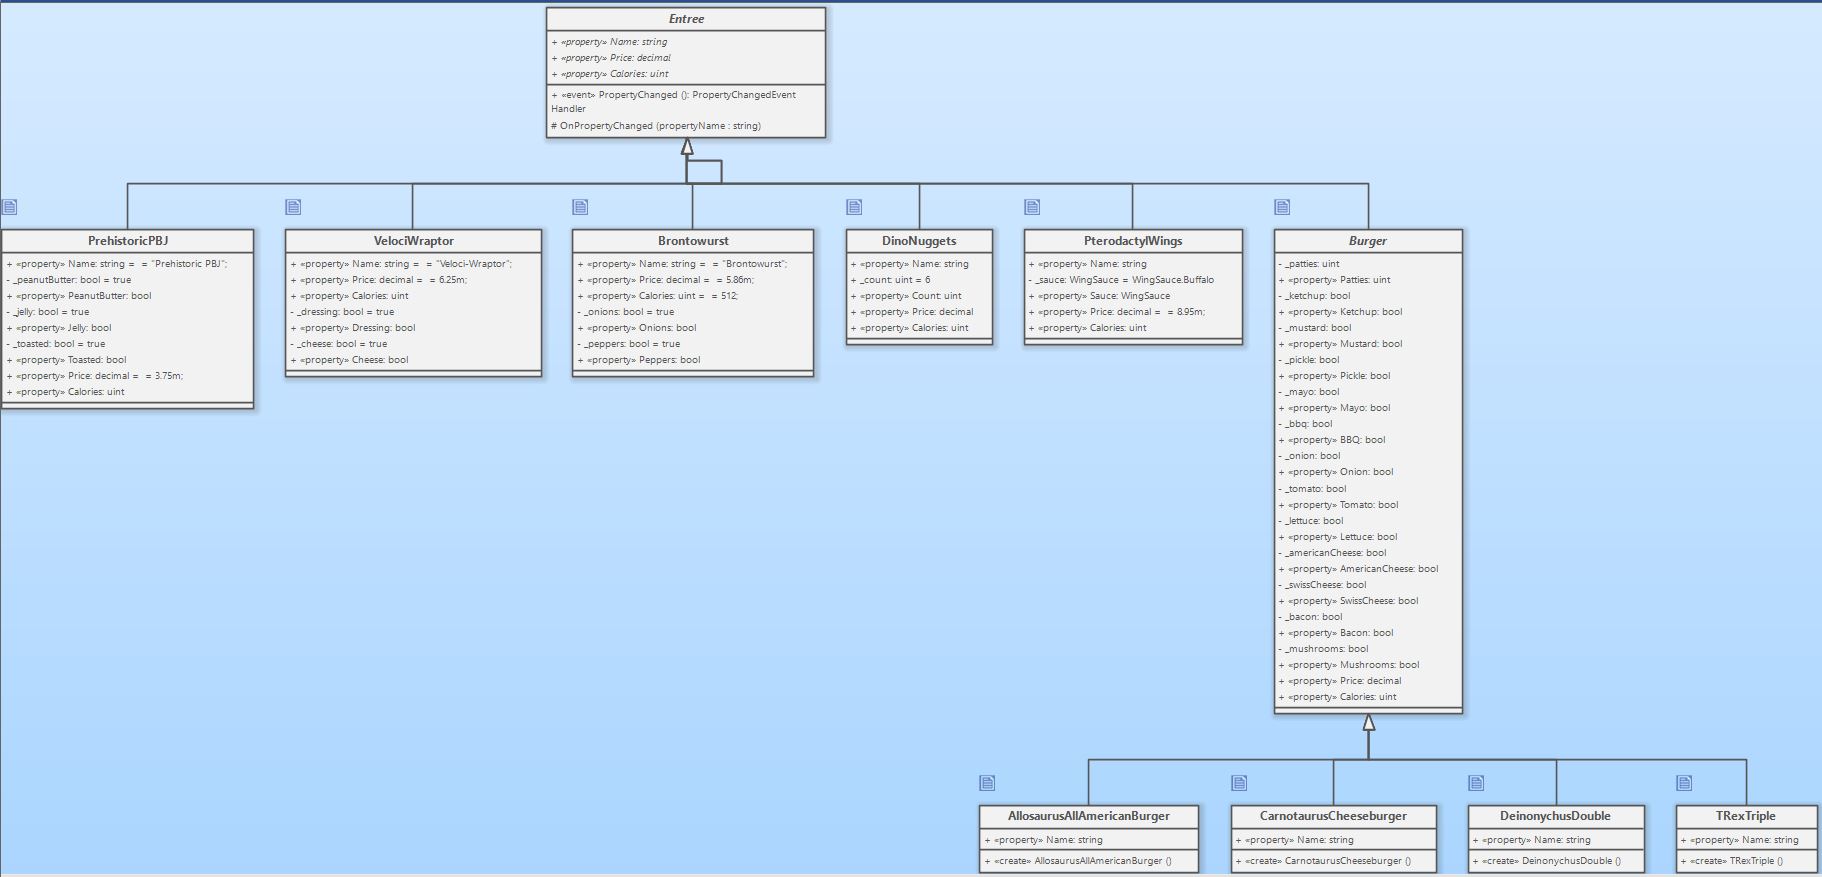 Entree
+ «property» Name: string
+ «property» Price: decimal
+ «property» Calories: uint
+ «event» PropertyChanged (): PropertyChangedEvent
Handler
# OnPropertyChanged (propertyName : string)
PrehistoricPBJ
+ «property» Name: string =  = "Prehistoric PBJ";
- _peanutButter: bool = true
+ «property» PeanutButter: bool
- _jelly: bool = true
+ «property» Jelly: bool
- _toasted: bool = true
+ «property» Toasted: bool
+ «property» Price: decimal =  = 3.75m;
+ «property» Calories: uint
VelociWraptor
+ «property» Name: string =  = "Veloci-Wraptor";
+ «property» Price: decimal =  = 6.25m;
+ «property» Calories: uint
- _dressing: bool = true
+ «property» Dressing: bool
- _cheese: bool = true
+ «property» Cheese: bool
Brontowurst
+ «property» Name: string =  = "Brontowurst";
+ «property» Price: decimal =  = 5.86m;
+ «property» Calories: uint =  = 512;
- _onions: bool = true
+ «property» Onions: bool
- _peppers: bool = true
+ «property» Peppers: bool
DinoNuggets
+ «property» Name: string
+ _count: uint = 6
+ «property» Count: uint
+ «property» Price: decimal
+ «property» Calories: uint
PterodactylWings
+ «property» Name: string
- _sauce: WingSauce = WingSauce.Buffalo
+ «property» Sauce: WingSauce
+ «property» Price: decimal =  = 8.95m;
+ «property» Calories: uint
Burger
- _patties: uint
+ «property» Patties: uint
- _ketchup: bool
+ «property» Ketchup: bool
- _mustard: bool
+ «property» Mustard: bool
- _pickle: bool
+ «property» Pickle: bool
- _mayo: bool
+ «property» Mayo: bool
- _bbq: bool
+ «property» BBQ: bool
- _onion: bool
+ «property» Onion: bool
- _tomato: bool
+ «property» Tomato: bool
- _lettuce: bool
+ «property» Lettuce: bool
- _americanCheese: bool
+ «property» AmericanCheese: bool
- _swissCheese: bool
+ «property» SwissCheese: bool
- _bacon: bool
+ «property» Bacon: bool
- _mushrooms: bool
+ «property» Mushrooms: bool
+ «property» Price: decimal
+ «property» Calories: uint
AllosaurusAllAmericanBurger
+ «property» Name: string
+ «create» AllosaurusAllAmericanBurger ()
CarnotaurusCheeseburger
+ «property» Name: string
+ «create» CarnotaurusCheeseburger ()
DeinonychusDouble
+ «property» Name: string
+ «create» DeinonychusDouble ()
TRexTriple
+ «property» Name: string
+ «create» TRexTriple ()